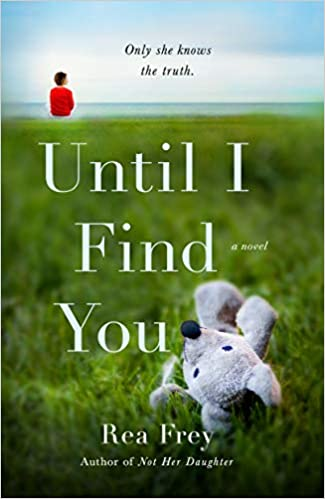 Only she knows
the truth.
Until I
Find
a novel
You
Rea Frey
Author of Not Her Daughter